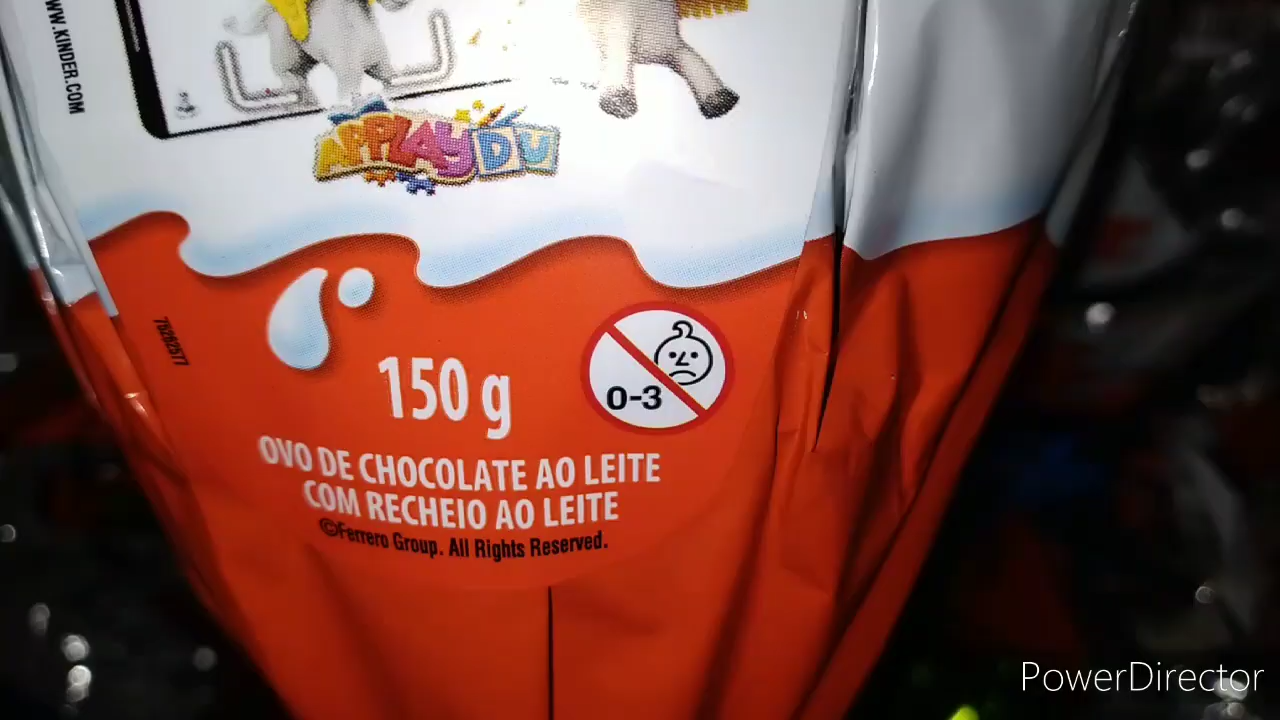 WWW.KINDER.COM
APPLAYDU
76262577
150 g
0-3
OVO DE CHOCOLATE AO LEITE
COM RECHEIO AO LEITE
©Ferrero Group. All Rights Reserved.
PowerDirector